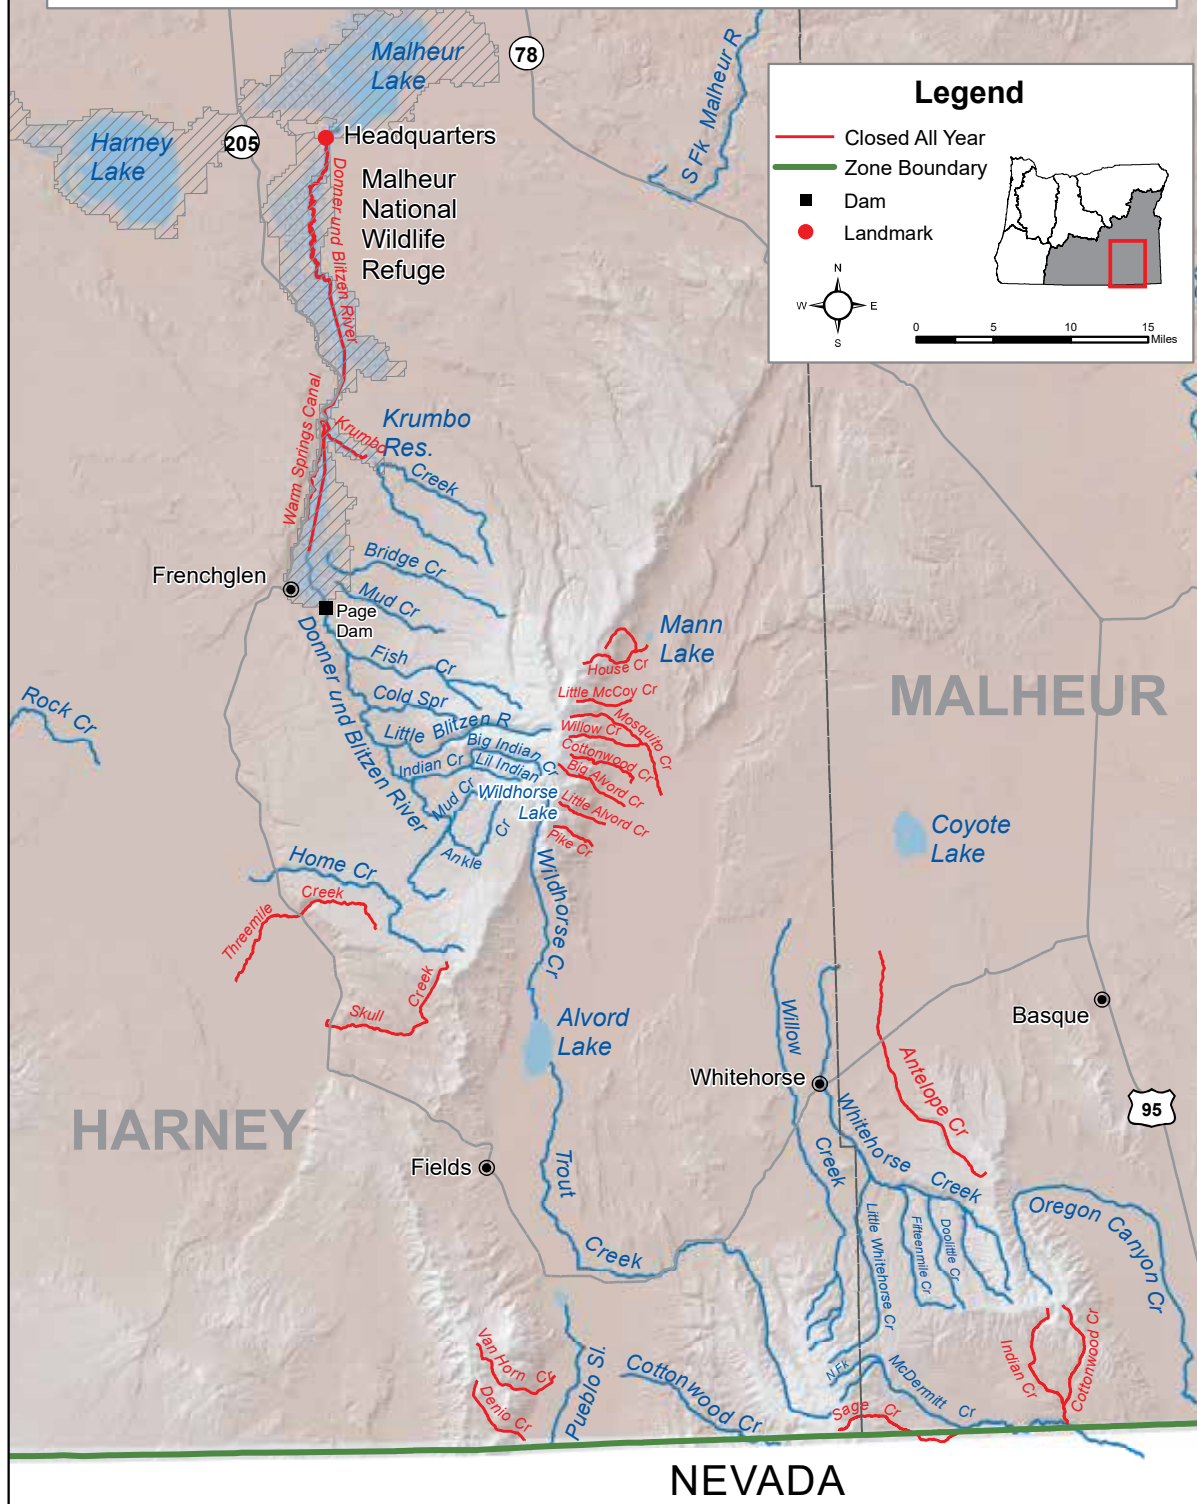 Malheur
Lake
78
S Fk Malheur R
Legend
Closed All Year
Zone Boundary
Dam
Landmark
N
W
E
S
0
5
10
15
Miles
Harney
Lake
205
Headquarters
Malheur
National
Wildlife
Refuge
Donner und Blitzen River
Warm Springs Canal
Krumbo
Res.
Krumbo
Creek
Bridge Cr
Frenchglen
Mud Cr
Page
Dam
Donner und Blitzen River
Fish Cr
Cold Spr
Little Blitzen R
Big Indian Cr
Indian Cr
Lil Indian
Mud Cr
Wildhorse
Lake
Ankle
Cr
Mann
Lake
House Cr
Little McCoy Cr
Mosquito Cr
Willow Cr
Cottonwood Cr
Big Alvord Cr
Little Alvord Cr
Pike Cr
MALHEUR
Rock Cr
Coyote
Lake
Home Cr
Threemile
Creek
Wildhorse Cr
Skull
Creek
Alvord
Lake
Willow
Creek
Basque
Whitehorse
Antelope Cr
95
HARNEY
Whitehorse Creek
Fields
Trout
Creek
Little Whitehorse Cr
Fifteenmile Cr
Doolittle Cr
Oregon Canyon Cr
Van Horn Cr
Denio Cr
Pueblo Sl.
Cottonwood Cr
N Fk
McDermitt Cr
Sage Cr
Indian Cr
Cottonwood Cr
NEVADA